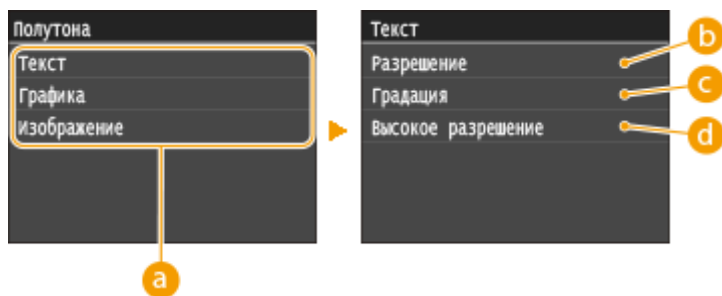 Полутона
Текст
Графика
Изображение
a
Текст
Разрешение
Градация
Высокое разрешение
b
c
d